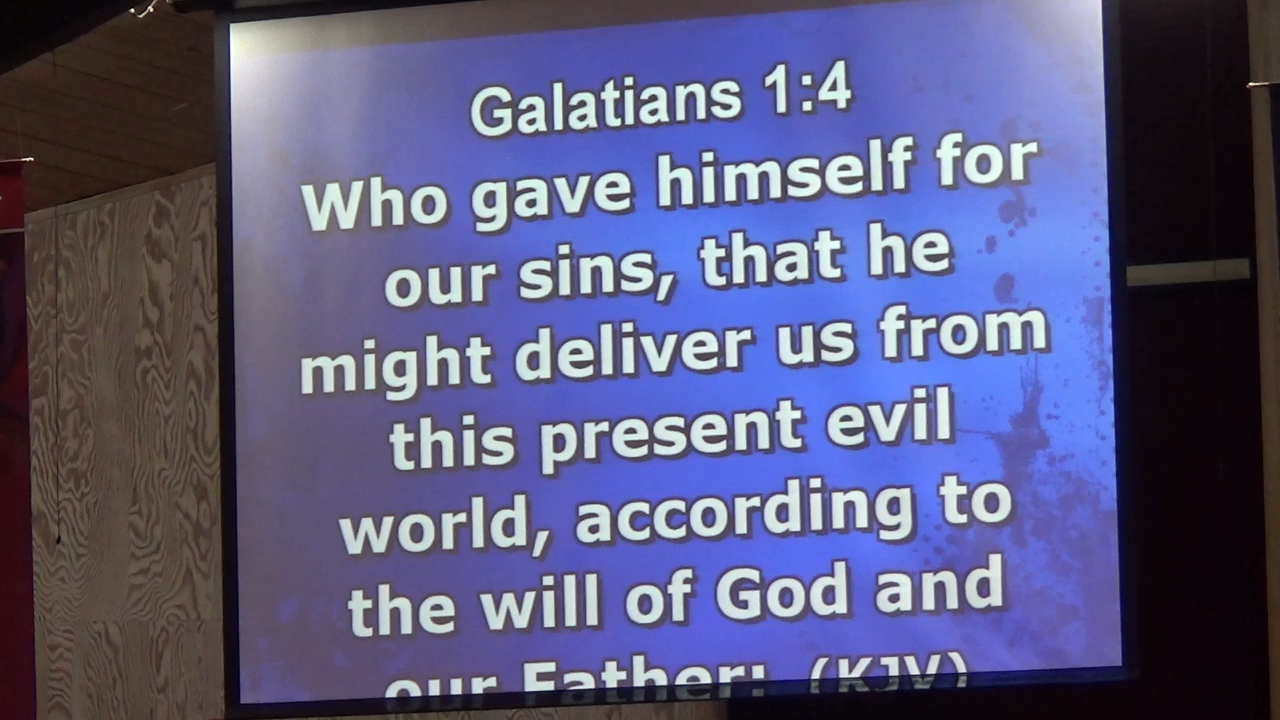 Galatians 1:4
Who gave himself for
our sins, that he
might deliver us from
this present evil
world, according to
the will of God and
our Father: (KJV)